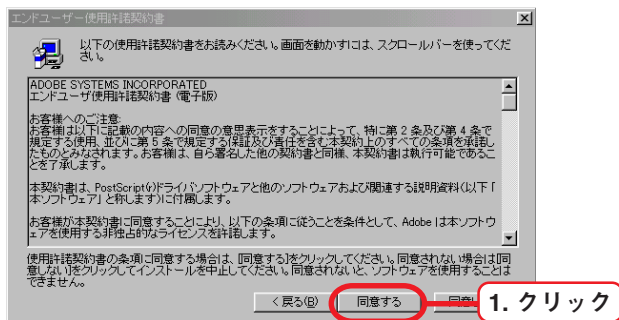 エンドユーザー使用許諾契約書
以下の使用許諾契約書をお読みください。画面を動かすには、スクロールバーを使ってくだ
さい。
ADOBE SYSTEMS INCORPORATED
エンドユーザ使用許諾契約書 (電子版)
お客様へのご注意:
お客様は以下に記載の内容への同意の意思表示をすることによって、特に第 2 条及び第 4 条で
規定する使用、並びに第 5 条で規定する保証及び責任を含む本契約上のすべての条項を承認し
たものとみなされます。お客様は、自ら署名した他の契約書と同様、本契約書は執行可能であるこ
とを了承します。
本契約書は、PostScript(r)ドライバソフトウェアと他のソフトウェアおよび関連する説明資料(以下「
本ソフトウェア」と称します)に付属します。
お客様が本契約書に同意することにより、以下の条項に従うことを条件として、Adobe は本ソフトウ
ェアを使用する非独占的なライセンスを許諾します。
使用許諾契約書の条項に同意する場合は、[同意する]をクリックしてください。同意されない場合は[同
意しない]をクリックしてインストールを中止してください。同意されないと、ソフトウェアを使用することは
できません。
< 戻る(B)
同意する
1. クリック